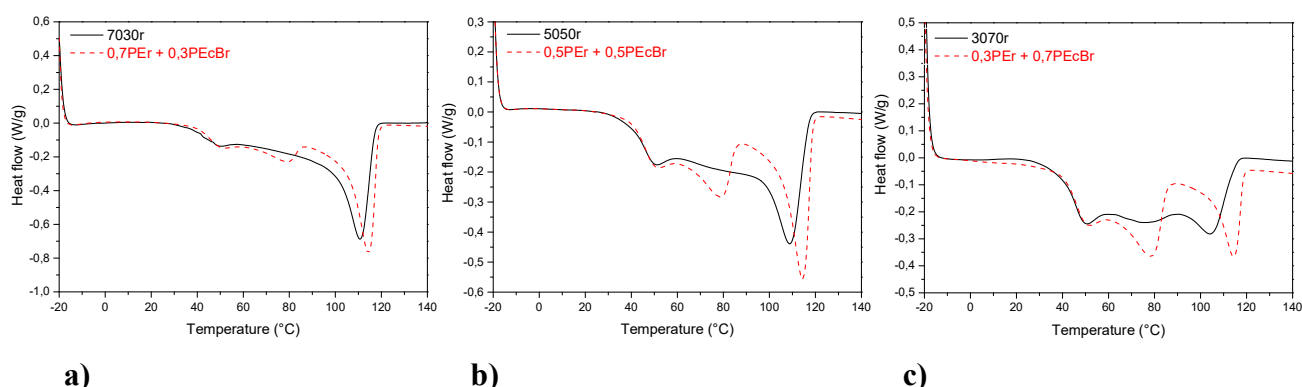 7030r
0,7PEr + 0,3PEcBr
0,6
0,4
0,2
0,0
-0,2
-0,4
-0,6
-0,8
-1,0
Heat flow (W/g)
-20 0 20 40 60 80 100 120 140
Temperature (°C)
a)
5050r
0,5PEr + 0,5PEcBr
0,3
0,2
0,1
0,0
-0,1
-0,2
-0,3
-0,4
-0,5
-0,6
Heat flow (W/g)
-20 0 20 40 60 80 100 120 140
Temperature (°C)
b)
3070r
0,3PEr + 0,7PEcBr
0,5
0,4
0,3
0,2
0,1
0,0
-0,1
-0,2
-0,3
-0,4
-0,5
Heat flow (W/g)
-20 0 20 40 60 80 100 120 140
Temperature (°C)
c)